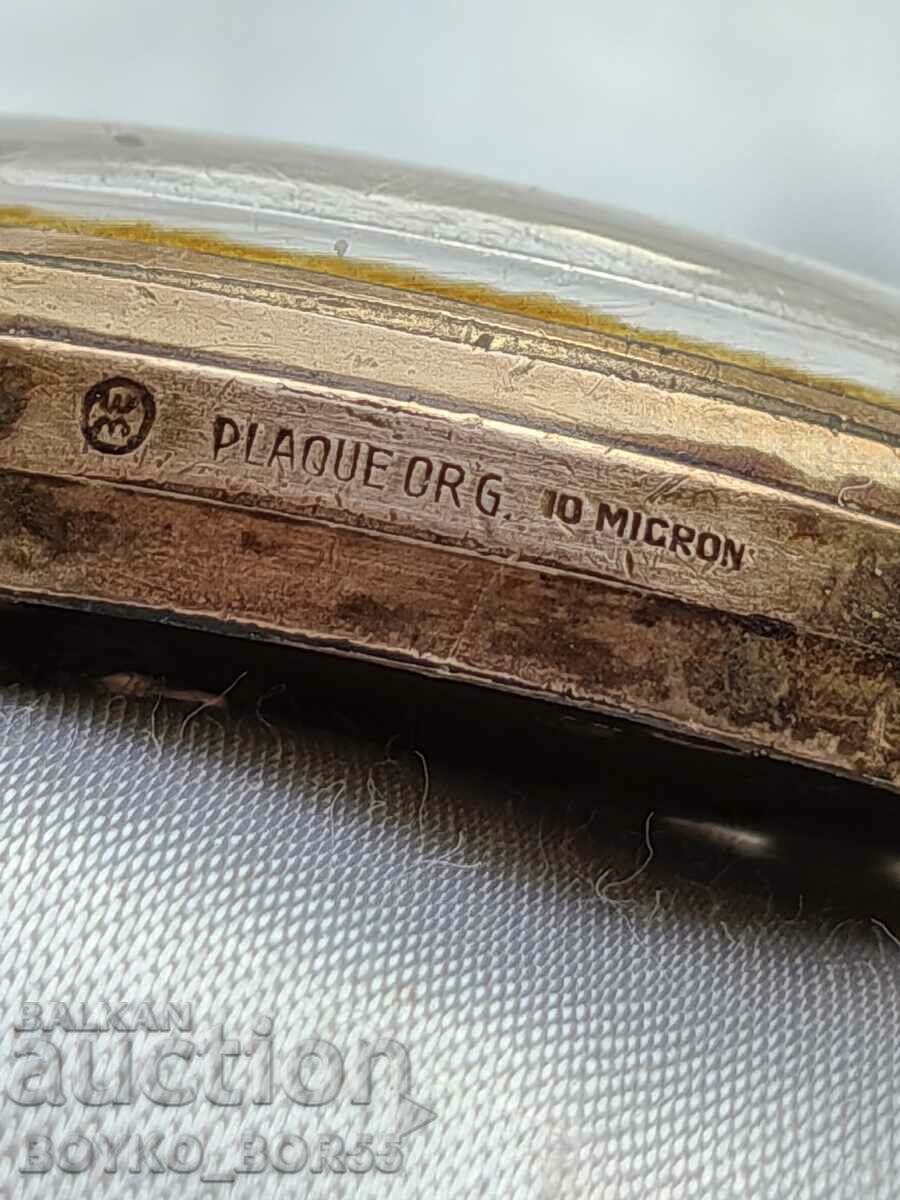 PLAQUE OR G. 10 MICRON
BALKAN
auction
BOYKO_BOR55